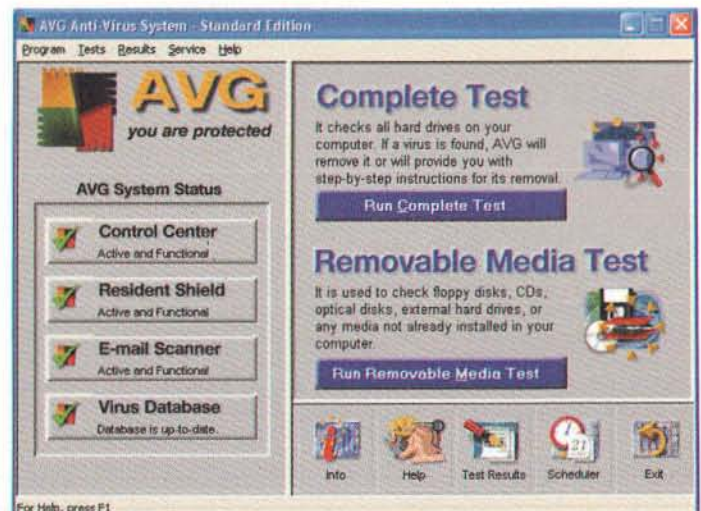 AVG Anti-Virus System - Standard Edition
Program Tests Results Service Help
AVG
you are protected
AVG System Status
Control Center
Active and Functional
Resident Shield
Active and Functional
E-mail Scanner
Active and Functional
Virus Database
Database is up-to-date.
Complete Test
It checks all hard drives on your
computer. If a virus is found, AVG will
remove it or will provide you with
step-by-step instructions for its removal.
Run Complete Test
Removable Media Test
It is used to check floppy disks, CDs,
optical disks, external hard drives, or
any media not already installed in your
computer.
Run Removable Media Test
1
21
Info Help Test Results Scheduler Exit
For Help, press F1